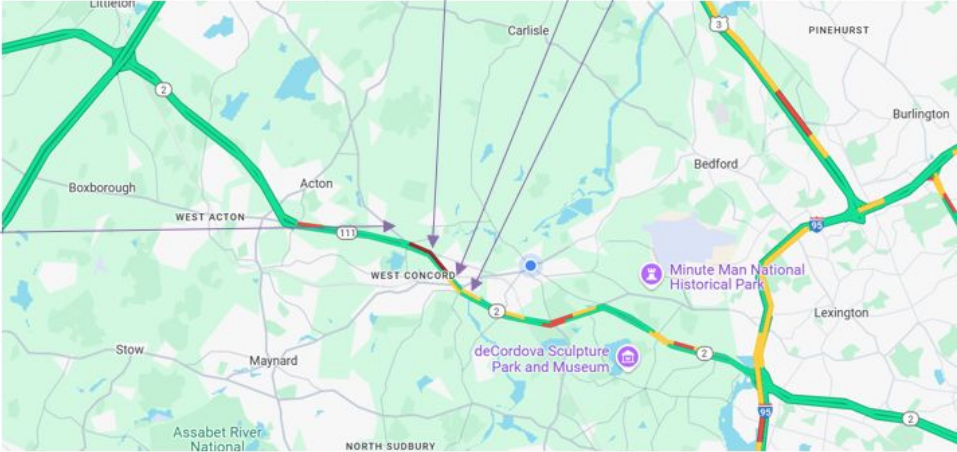 Littleton
3
PINEHURST
Carlisle
2
Burlington
Bedford
Acton
Boxborough
WEST ACTON
111
95
WEST CONCORD
Minute Man National
Historical Park
2
Lexington
Stow
Maynard
deCordova Sculpture
Park and Museum
2
95
2
Assabet River
National
NORTH SUDBURY